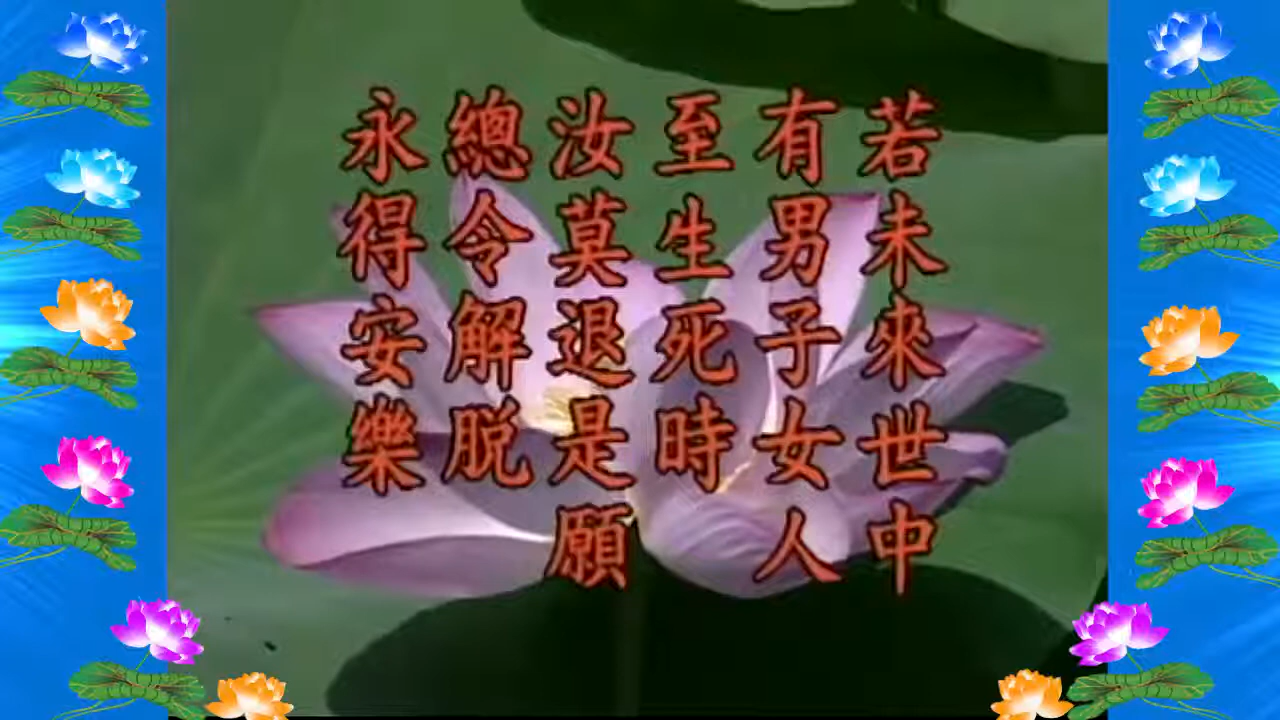 若未來世中
有男子女人
至生死時
汝莫退是願
總令解脫
永得安樂